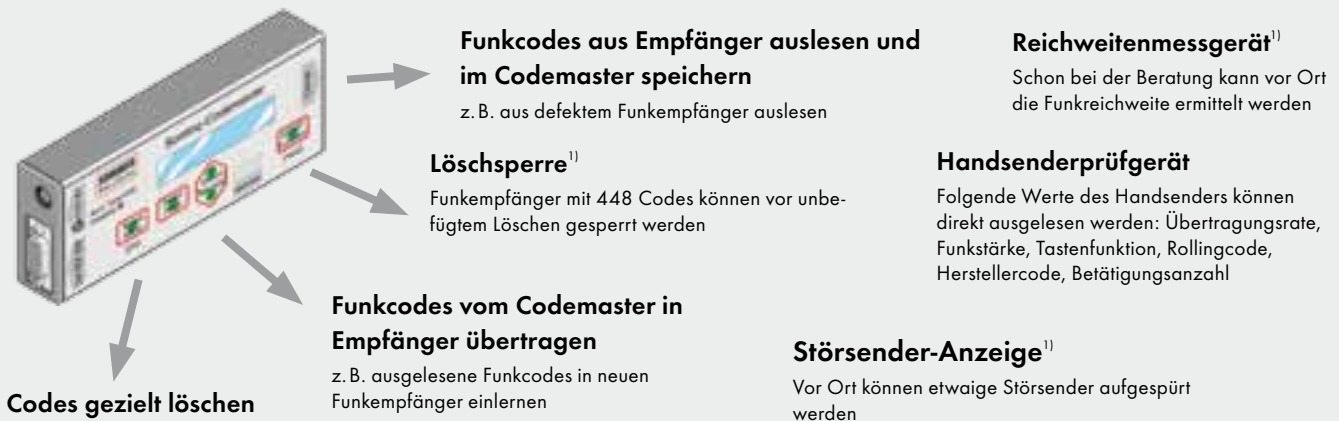 Funkcodes aus Empfänger auslesen und
im Codemaster speichern
z. B. aus defektem Funkempfänger auslesen
Löschsperre¹⁾
Funkempfänger mit 448 Codes können vor unbe-
fügtem Löschen gesperrt werden
Funkcodes vom Codemaster in
Empfänger übertragen
z. B. ausgelesene Funkcodes in neuen
Funkempfänger einlernen
Codes gezielt löschen
Reichweitenmessgerät¹⁾
Schon bei der Beratung kann vor Ort
die Funkreichweite ermittelt werden
Handsenderprüfgerät
Folgende Werte des Handsenders können
direkt ausgelesen werden: Übertragungsrate,
Funkstärke, Tastenfunktion, Rollingcode,
Herstellercode, Betätigungsanzahl
Störsender-Anzeige¹⁾
Vor Ort können etwaige Störsender aufgespürt
werden